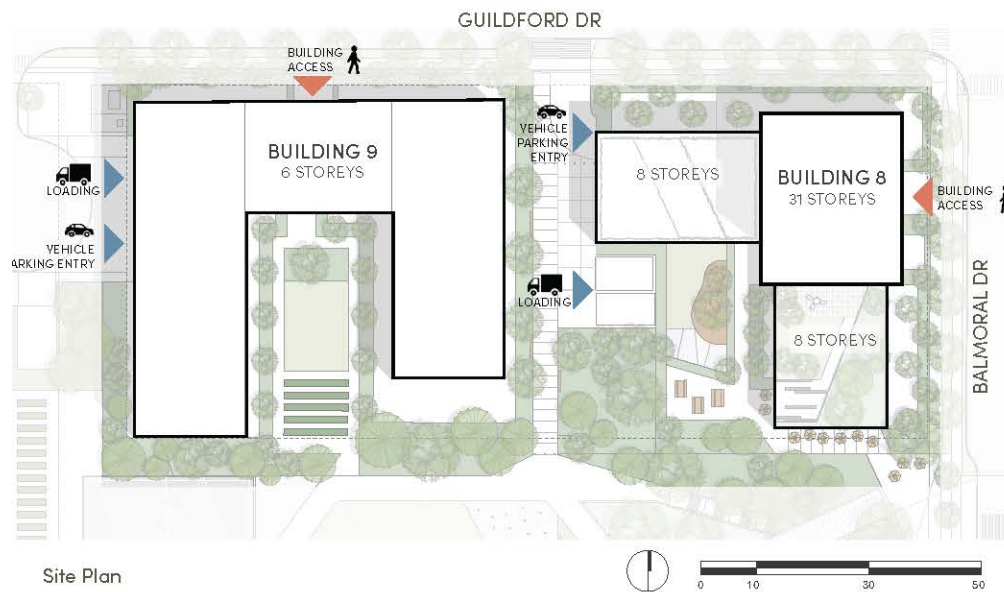 GUILDFORD DR
BUILDING
ACCESS
VEHICLE
PARKING
ENTRY
BUILDING 9
6 STOREYS
8 STOREYS
BUILDING 8
31 STOREYS
LOADING
BUILDING
ACCESS
VEHICLE
ARKING ENTRY
LOADING
8 STOREYS
BALMORAL DR
Site Plan
0 10 30 50